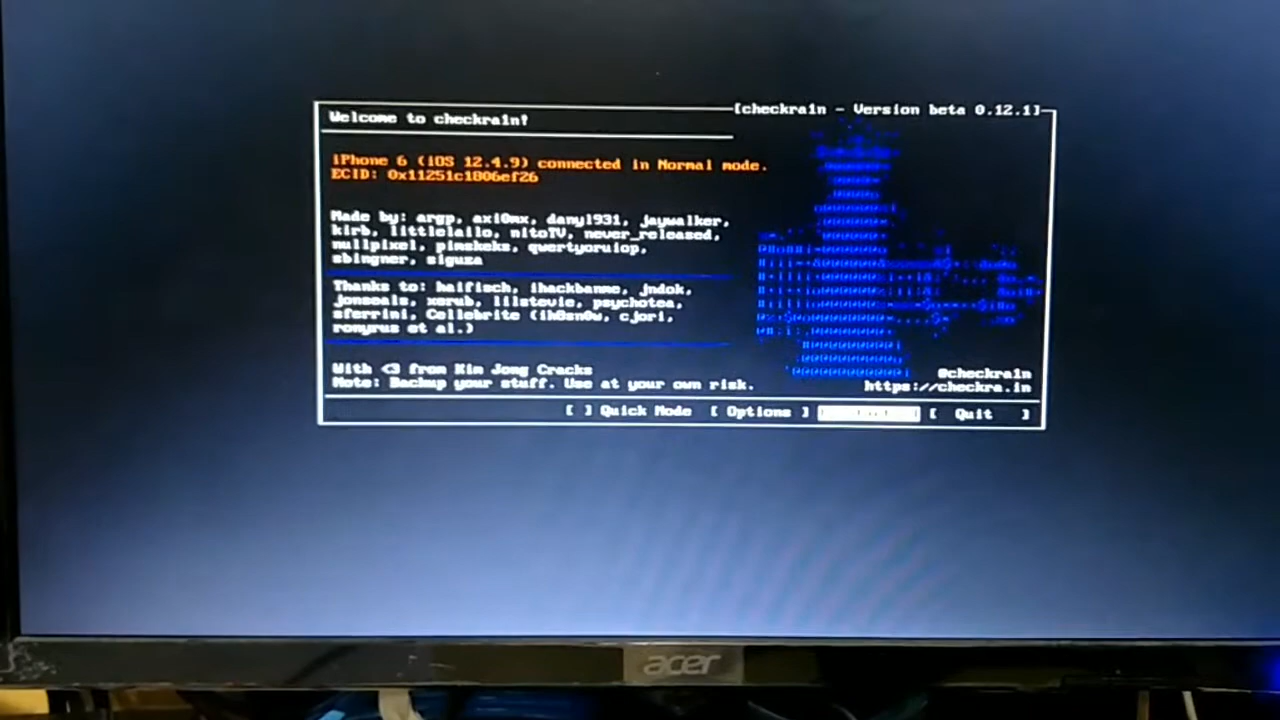 [checkra1n - Version beta 0.12.1]
Welcome to checkra1n!
iPhone 6 (iOS 12.4.9) connected in Normal mode.
ECID: 0x11251c1806ef26
Made by: argp, axi0mx, danyl931, jaywalker,
kirb, littlelailo, nitoTV, never_released,
nullpixel, pimskeks, qwertyoruiop,
sbingner, siguza
Thanks to: haifisch, ihackbanme, jndok,
jonseals, xerub, lilstevie, psychotea,
sferrini, Cellebrite (ih8sn0w, cjori,
ronyrus et al.)
With <3 from Kim Jong Cracks
Note: Backup your stuff. Use at your own risk.
@checkra1n
https://checkra.in
[ ] Quick Mode [ Options ] [ Quit ]
acer